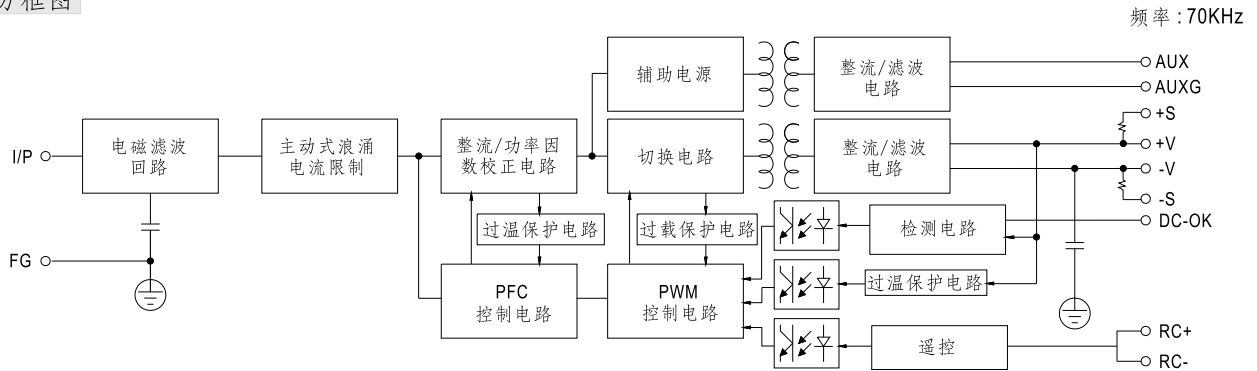 方框图
频率 : 70KHz
辅助电源
整流/滤波
电路
AUX
AUXG
+S
I/P
电磁滤波
回路
主动式浪涌
电流限制
整流/功率因
数校正电路
切换电路
整流/滤波
电路
+V
-V
-S
过温保护电路
过载保护电路
检测电路
DC-OK
FG
PFC
控制电路
PWM
控制电路
过温保护电路
遥控
RC+
RC-